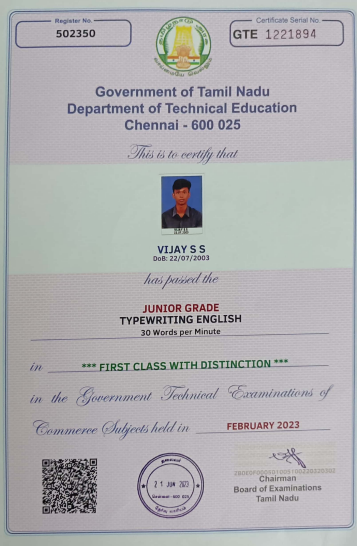 Register No.
502350
Certificate Serial No.
GTE 1221894
Government of Tamil Nadu
Department of Technical Education
Chennai - 600 025
This is to certify that
VIJAY S S
DoB: 22/07/2003
has passed the
JUNIOR GRADE
TYPEWRITING ENGLISH
30 Words per Minute
in *** FIRST CLASS WITH DISTINCTION ***
in the Government Technical Examinations of
Commerce Subjects held in FEBRUARY 2023
21 JUN 2023
Chairman
Board of Examinations
Tamil Nadu